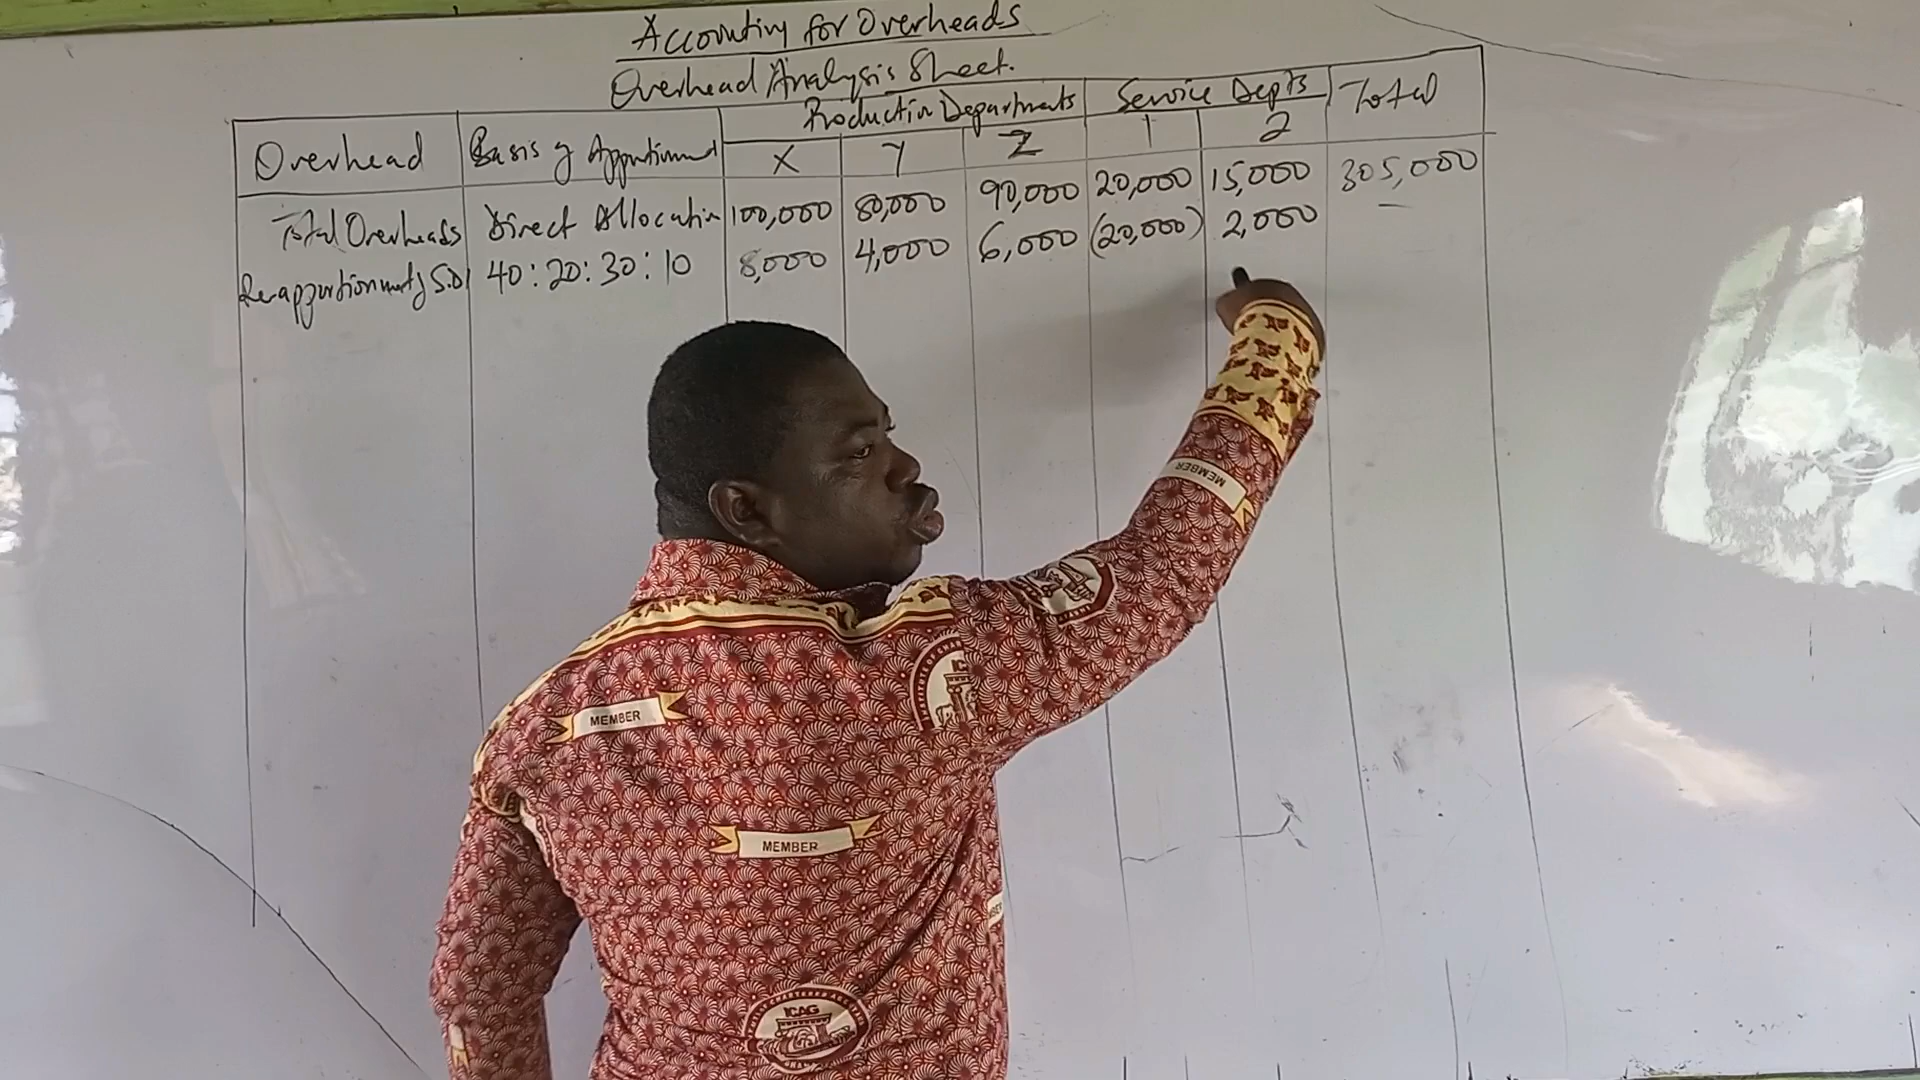 Accounting for Overheads
Overhead Analysis Sheet.
Overhead Basis of Apportionment Production Departments Service Depts Total
X Y Z 1 2
Total Overheads Direct Allocation 100,000 80,000 90,000 20,000 15,000 305,000
Re-apportionment of S.D1 40:20:30:10 8,000 4,000 6,000 (20,000) 2,000 -
MEMBER
MEMBER
MEMBER
ICAG